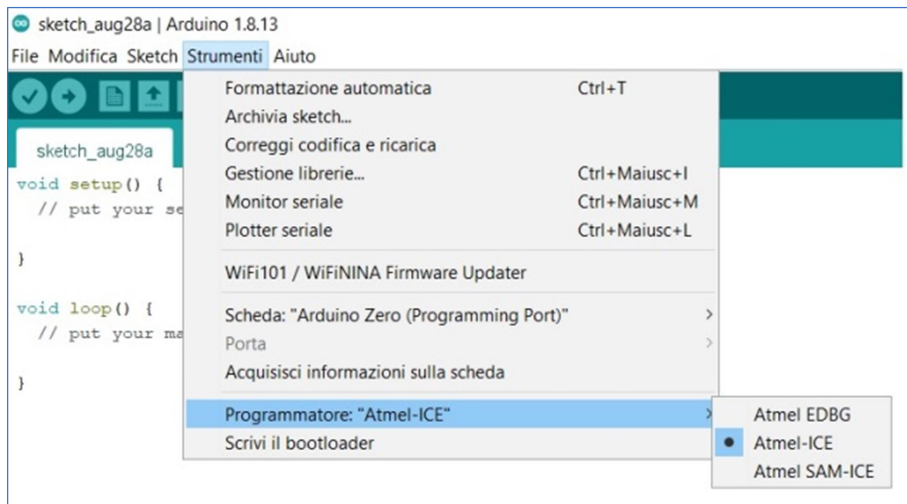 sketch_aug28a | Arduino 1.8.13
File Modifica Sketch Strumenti Aiuto
Formattazione automatica Ctrl+T
Archivia sketch...
sketch_aug28a
Correggi codifica e ricarica
Gestione librerie... Ctrl+Maiusc+I
void setup() {
Monitor seriale Ctrl+Maiusc+M
// put your se
Plotter seriale Ctrl+Maiusc+L
}
WiFi101 / WiFiNINA Firmware Updater
void loop() {
Scheda: "Arduino Zero (Programming Port)"
// put your ma
Porta
Acquisisci informazioni sulla scheda
}
Programmatore: "Atmel-ICE"
Atmel EDBG
Scrivi il bootloader
Atmel-ICE
Atmel SAM-ICE